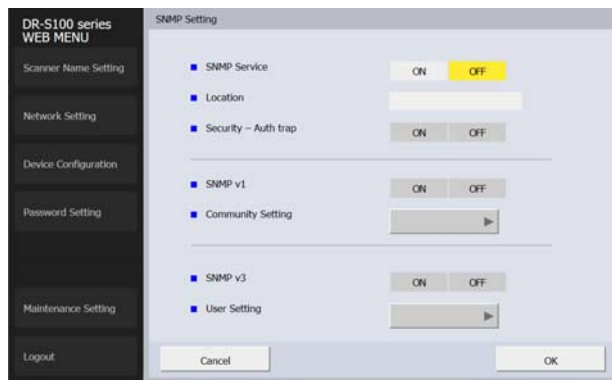 DR-S100 series
WEB MENU
Scanner Name Setting
Network Setting
Device Configuration
Password Setting
Maintenance Setting
Logout
SNMP Setting
SNMP Service ON OFF
Location
Security – Auth trap ON OFF
SNMP v1 ON OFF
Community Setting
SNMP v3 ON OFF
User Setting
Cancel OK